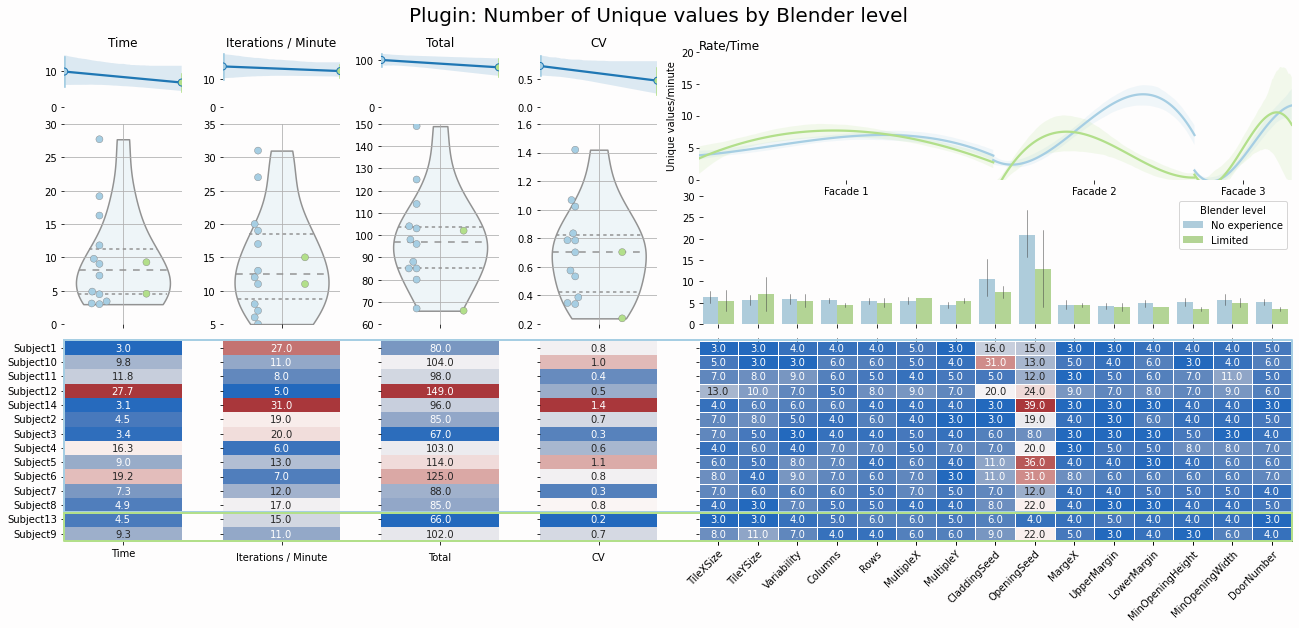 Plugin: Number of Unique values by Blender level
Time
Iterations / Minute
Total
CV
Rate/Time
10
0
10
0
100
0
0.5
0.0
Unique values/minute
20
15
10
5
0
Facade 1
Facade 2
Facade 3
30
25
20
15
10
5
0
35
30
25
20
15
10
5
150
140
130
120
110
100
90
80
70
60
1.6
1.4
1.2
1.0
0.8
0.6
0.4
0.2
30
25
20
15
10
5
0
Blender level
No experience
Limited
Subject1 3.0 27.0 80.0 0.8 3.0 3.0 4.0 4.0 4.0 5.0 3.0 16.0 15.0 3.0 3.0 4.0 4.0 4.0 5.0
Subject10 9.8 11.0 104.0 1.0 5.0 3.0 3.0 6.0 5.0 4.0 4.0 31.0 13.0 5.0 4.0 6.0 3.0 4.0 6.0
Subject11 11.8 8.0 98.0 0.4 7.0 8.0 9.0 6.0 5.0 4.0 5.0 5.0 12.0 3.0 5.0 6.0 7.0 11.0 5.0
Subject12 27.7 5.0 149.0 0.5 13.0 10.0 7.0 5.0 8.0 9.0 7.0 20.0 24.0 9.0 7.0 8.0 7.0 9.0 6.0
Subject14 3.1 31.0 96.0 1.4 4.0 6.0 6.0 6.0 4.0 4.0 4.0 3.0 39.0 3.0 3.0 3.0 4.0 4.0 3.0
Subject2 4.5 19.0 85.0 0.7 7.0 8.0 5.0 4.0 6.0 4.0 3.0 3.0 19.0 4.0 3.0 4.0 5.0 4.0 6.0
Subject3 3.4 20.0 67.0 0.3 7.0 5.0 3.0 4.0 4.0 5.0 4.0 6.0 8.0 3.0 3.0 3.0 5.0 3.0 4.0
Subject4 16.3 6.0 103.0 0.6 4.0 6.0 4.0 7.0 7.0 5.0 5.0 7.0 20.0 3.0 5.0 6.0 8.0 8.0 7.0
Subject5 9.0 13.0 114.0 1.1 6.0 5.0 8.0 7.0 4.0 6.0 4.0 11.0 36.0 4.0 4.0 3.0 4.0 6.0 6.0
Subject6 19.2 7.0 125.0 0.8 8.0 4.0 9.0 7.0 6.0 7.0 3.0 11.0 31.0 8.0 6.0 6.0 6.0 6.0 7.0
Subject7 7.3 12.0 88.0 0.3 7.0 6.0 6.0 6.0 5.0 7.0 5.0 7.0 12.0 4.0 4.0 5.0 5.0 5.0 4.0
Subject8 4.9 17.0 85.0 0.8 4.0 3.0 7.0 5.0 5.0 4.0 4.0 8.0 22.0 4.0 3.0 3.0 4.0 5.0 4.0
Subject13 4.5 15.0 66.0 0.2 3.0 3.0 4.0 5.0 6.0 6.0 5.0 6.0 4.0 4.0 5.0 4.0 4.0 4.0 3.0
Subject9 9.3 11.0 102.0 0.7 8.0 11.0 7.0 4.0 4.0 6.0 6.0 9.0 22.0 5.0 3.0 4.0 3.0 6.0 4.0
Time
Iterations / Minute
Total
CV
TileXSize
TileYSize
Variability
Columns
Rows
MultipleX
MultipleY
CladdingSeed
OpeningSeed
MargeX
UpperMargin
LowerMargin
MinOpeningHeight
MinOpeningWidth
DoorNumber